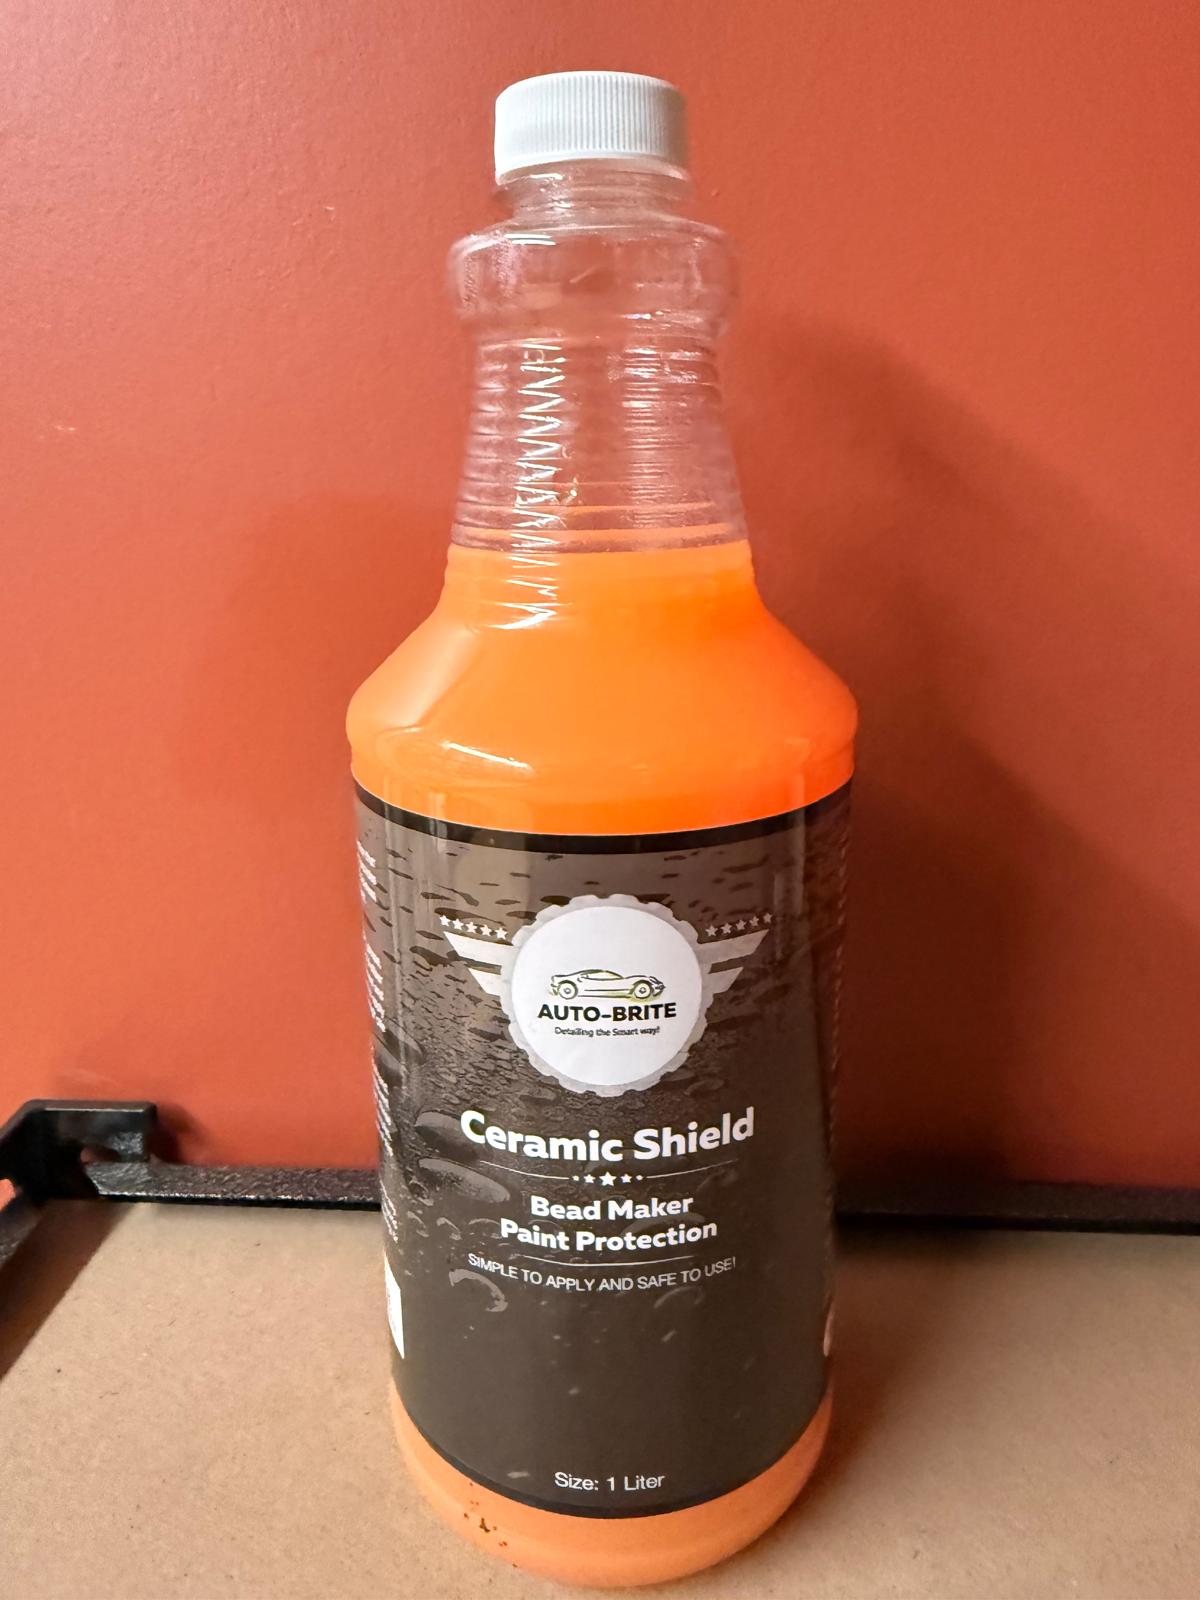 AUTO-BRITE
Detailing the Smart way!
Ceramic Shield
Bead Maker
Paint Protection
SIMPLE TO APPLY AND SAFE TO USE!
Size: 1 Liter